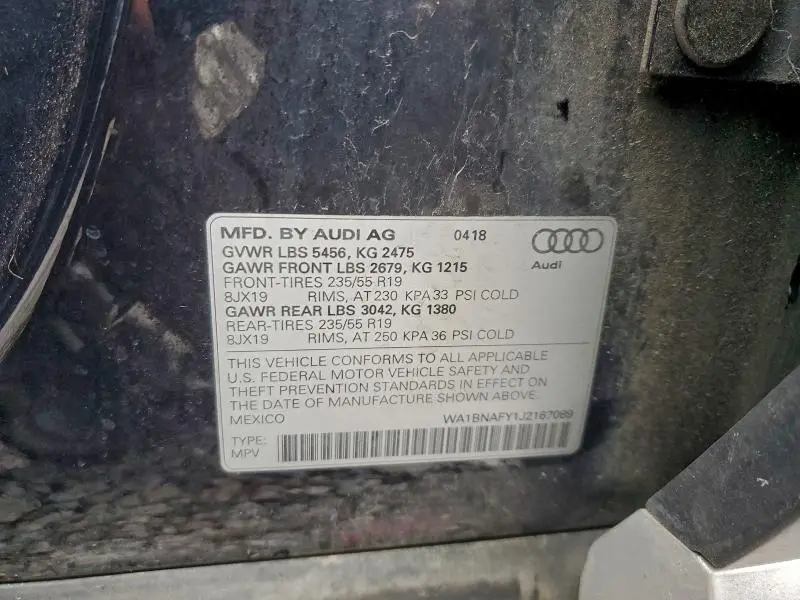 MFD. BY AUDI AG 0418
GVWR LBS 5456, KG 2475
GAWR FRONT LBS 2679, KG 1215 Audi
FRONT-TIRES 235/55 R19
8JX19 RIMS, AT 230 KPA 33 PSI COLD
GAWR REAR LBS 3042, KG 1380
REAR-TIRES 235/55 R19
8JX19 RIMS, AT 250 KPA 36 PSI COLD
THIS VEHICLE CONFORMS TO ALL APPLICABLE
U.S. FEDERAL MOTOR VEHICLE SAFETY AND
THEFT PREVENTION STANDARDS IN EFFECT ON
THE DATE OF MANUFACTURE SHOWN ABOVE.
MEXICO WA1BNAFY1J2167089
TYPE:
MPV